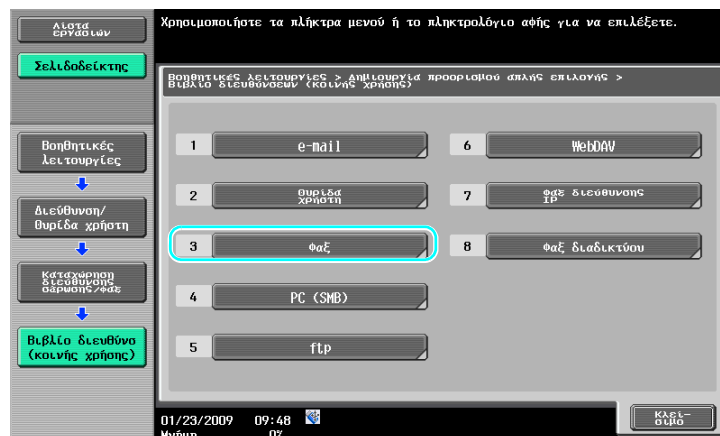 Λίστα
εργασιών
Χρησιμοποιήστε τα πλήκτρα μενού ή το πληκτρολόγιο αφής για να επιλέξετε.
Σελιδοδείκτης
Βοηθητικές λειτουργίες > Δημιουργία προορισμού απλής επιλογής >
Βιβλίο διευθύνσεων (κοινής χρήσης)
Βοηθητικές
λειτουργίες
Διεύθυνση/
Θυρίδα χρήστη
Καταχώρηση
διεύθυνσης
σάρωσης/φαξ
Βιβλίο διευθύνσ
(κοινής χρήσης)
1 e-mail
2 Θυρίδα
χρήστη
3 Φαξ
4 PC (SMB)
5 ftp
6 WebDAV
7 Φαξ διεύθυνσης
IP
8 Φαξ διαδικτύου
01/23/2009 09:48
Μνήμη 0%
Κλεί-
σιμο